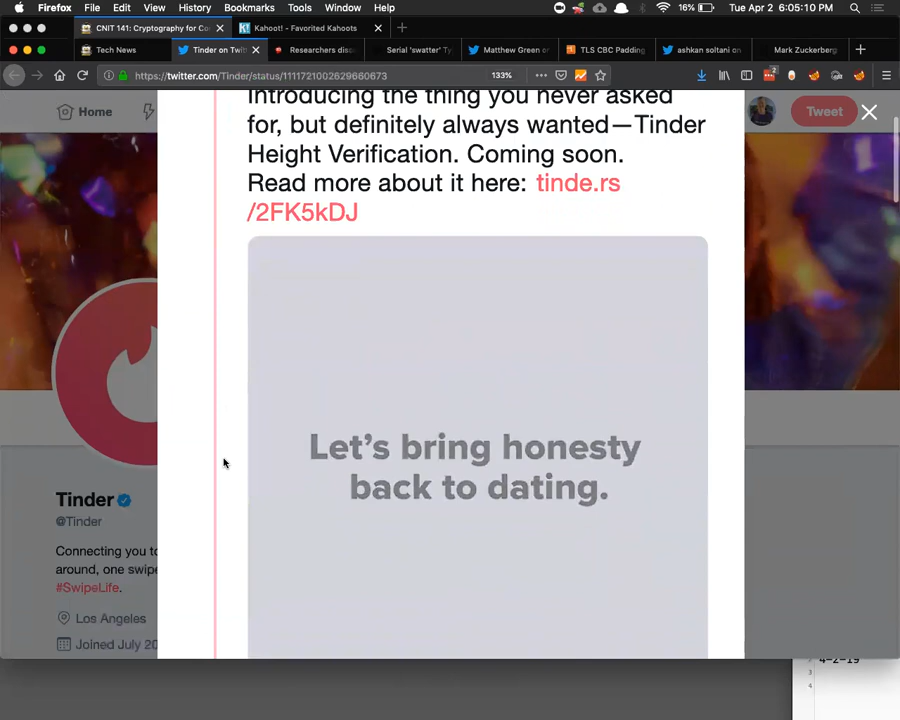 Firefox File Edit View History Bookmarks Tools Window Help 16% Tue Apr 2 6:05:10 PM
CNIT 141: Cryptography for Co Kahoot! - Favorited Kahoots
Tech News Tinder on Twit Researchers disc Serial 'swatter' Ty Matthew Green on TLS CBC Padding ashkan soltani on Mark Zuckerberg
https://twitter.com/Tinder/status/1111721002629660673 133%
Home
Tweet
Introducing the thing you never asked
for, but definitely always wanted—Tinder
Height Verification. Coming soon.
Read more about it here: tinde.rs
/2FK5kDJ
Let's bring honesty
back to dating.
Tinder
@Tinder
Connecting you to
around, one swipe
#SwipeLife.
Los Angeles
Joined July 20
4-2-19
3
4